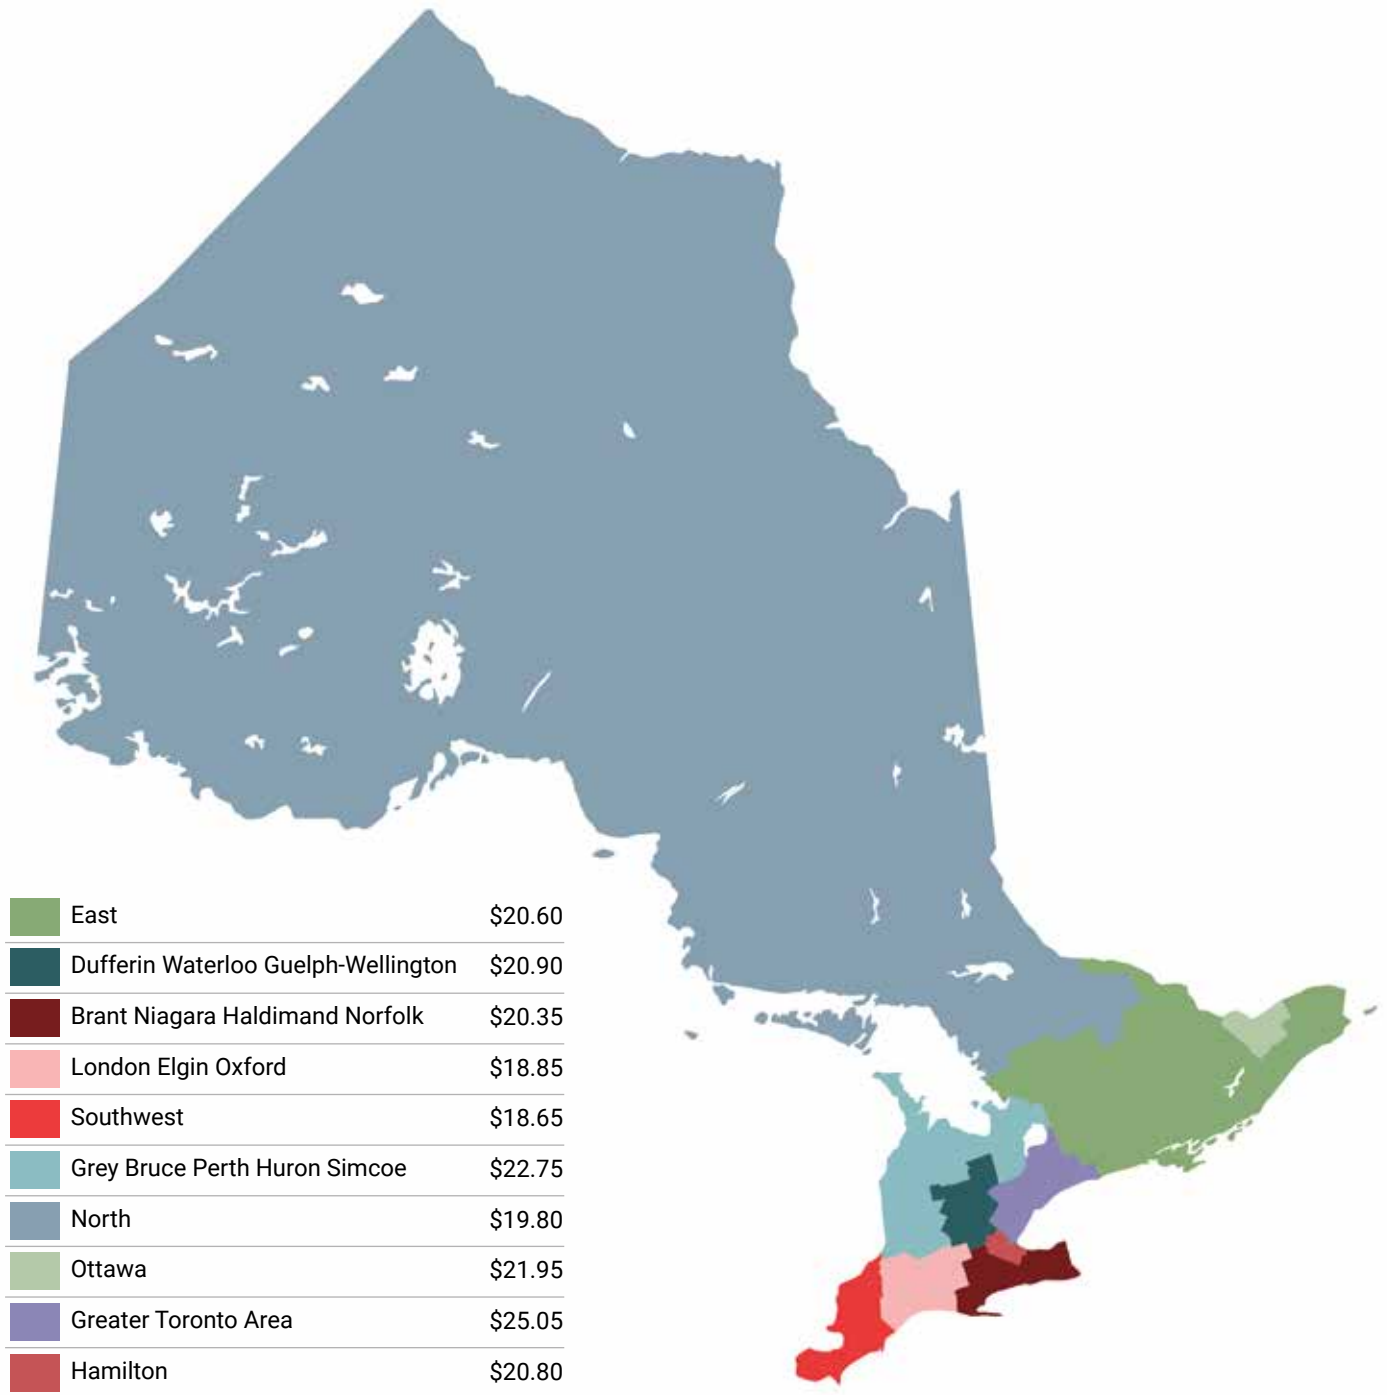 East $20.60
Dufferin Waterloo Guelph-Wellington $20.90
Brant Niagara Haldimand Norfolk $20.35
London Elgin Oxford $18.85
Southwest $18.65
Grey Bruce Perth Huron Simcoe $22.75
North $19.80
Ottawa $21.95
Greater Toronto Area $25.05
Hamilton $20.80